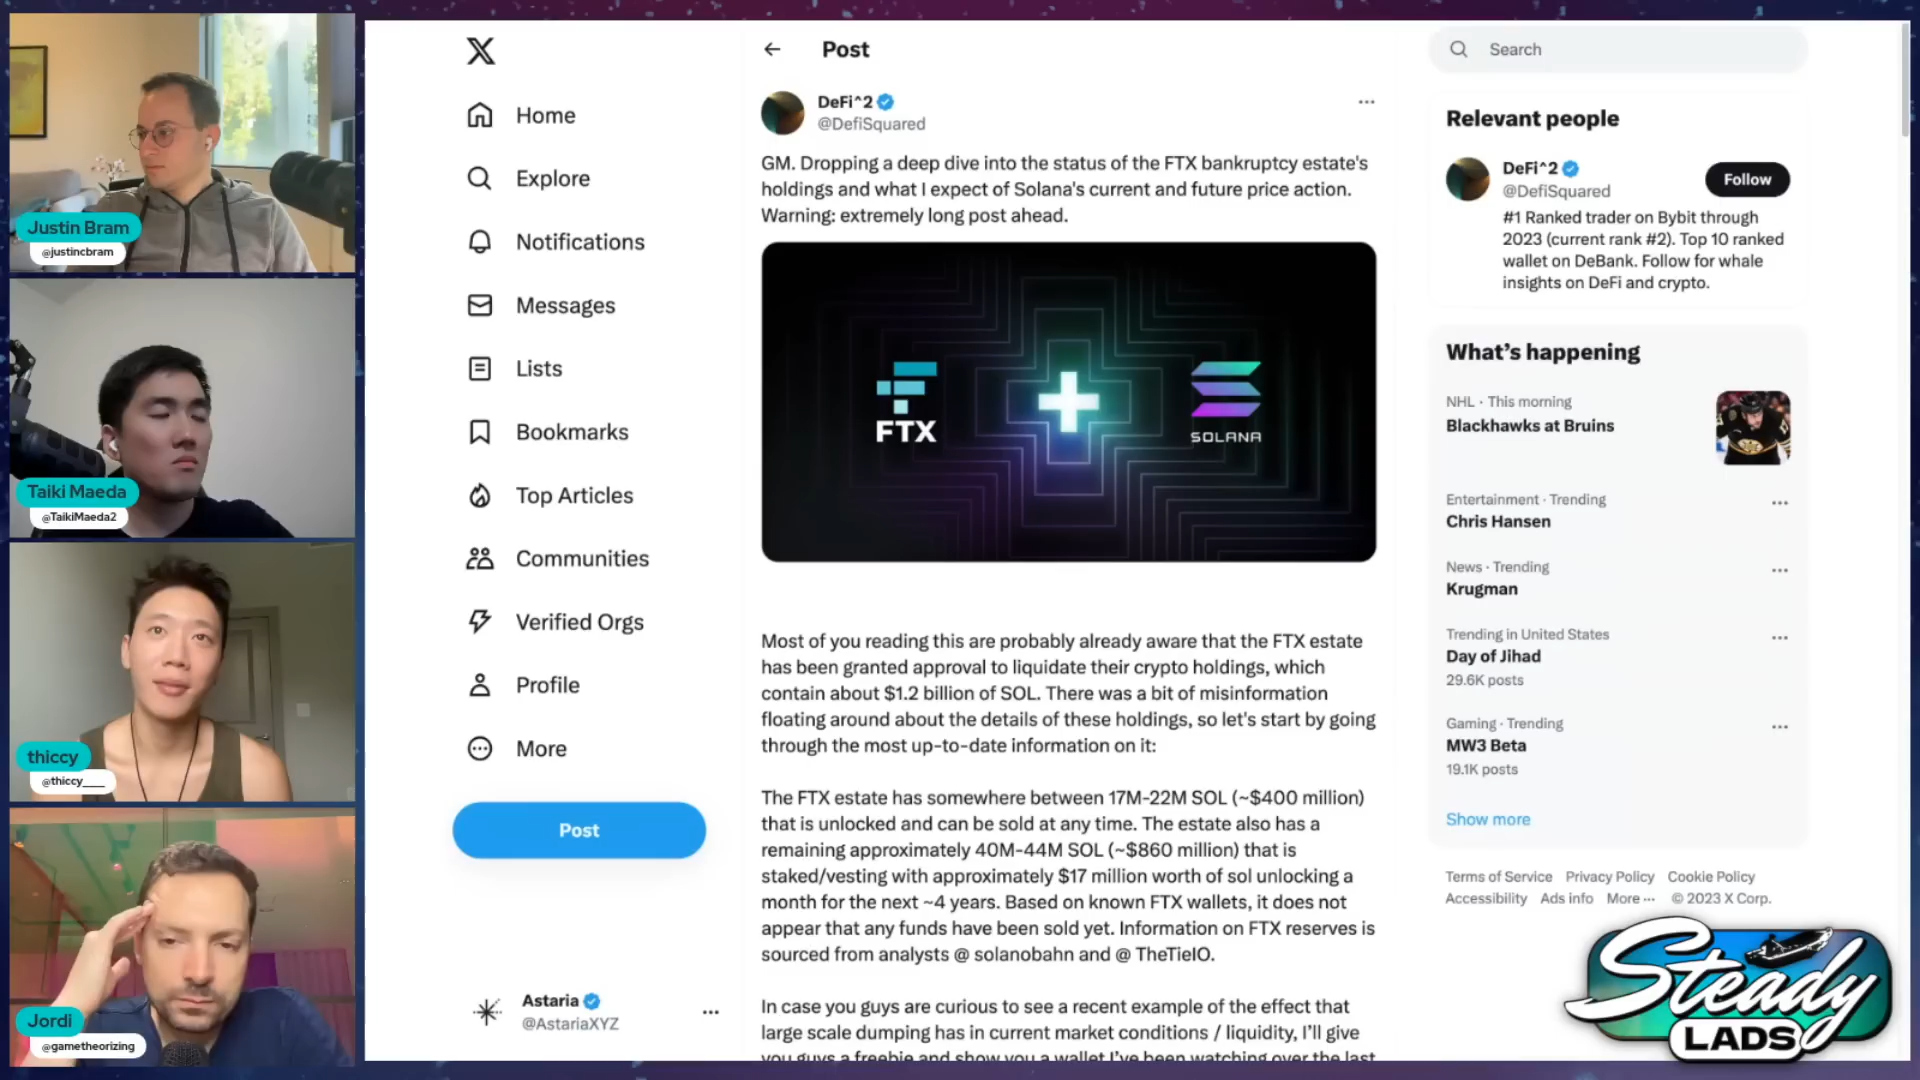 Justin Bram
@justincbram
Taiki Maeda
@TaikiMaeda2
thiccy
@thiccy____
Jordi
@gametheorizing
X
Home
Explore
Notifications
Messages
Lists
Bookmarks
Top Articles
Communities
Verified Orgs
Profile
More
Post
Astaria
@AstariaXYZ
Post
DeFi^2
@DefiSquared
GM. Dropping a deep dive into the status of the FTX bankruptcy estate's
holdings and what I expect of Solana's current and future price action.
Warning: extremely long post ahead.
FTX
SOLANA
Most of you reading this are probably already aware that the FTX estate
has been granted approval to liquidate their crypto holdings, which
contain about $1.2 billion of SOL. There was a bit of misinformation
floating around about the details of these holdings, so let's start by going
through the most up-to-date information on it:
The FTX estate has somewhere between 17M-22M SOL (~$400 million)
that is unlocked and can be sold at any time. The estate also has a
remaining approximately 40M-44M SOL (~$860 million) that is
staked/vesting with approximately $17 million worth of sol unlocking a
month for the next ~4 years. Based on known FTX wallets, it does not
appear that any funds have been sold yet. Information on FTX reserves is
sourced from analysts @ solanobahn and @ TheTieIO.
In case you guys are curious to see a recent example of the effect that
large scale dumping has in current market conditions / liquidity, I'll give
you guys a freebie and show you a wallet I've been watching over the last
Search
Relevant people
DeFi^2
@DefiSquared
Follow
#1 Ranked trader on Bybit through
2023 (current rank #2). Top 10 ranked
wallet on DeBank. Follow for whale
insights on DeFi and crypto.
What's happening
NHL · This morning
Blackhawks at Bruins
Entertainment · Trending
Chris Hansen
News · Trending
Krugman
Trending in United States
Day of Jihad
29.6K posts
Gaming · Trending
MW3 Beta
19.1K posts
Show more
Terms of Service Privacy Policy Cookie Policy
Accessibility Ads info More ··· © 2023 X Corp.
Steady
LADS